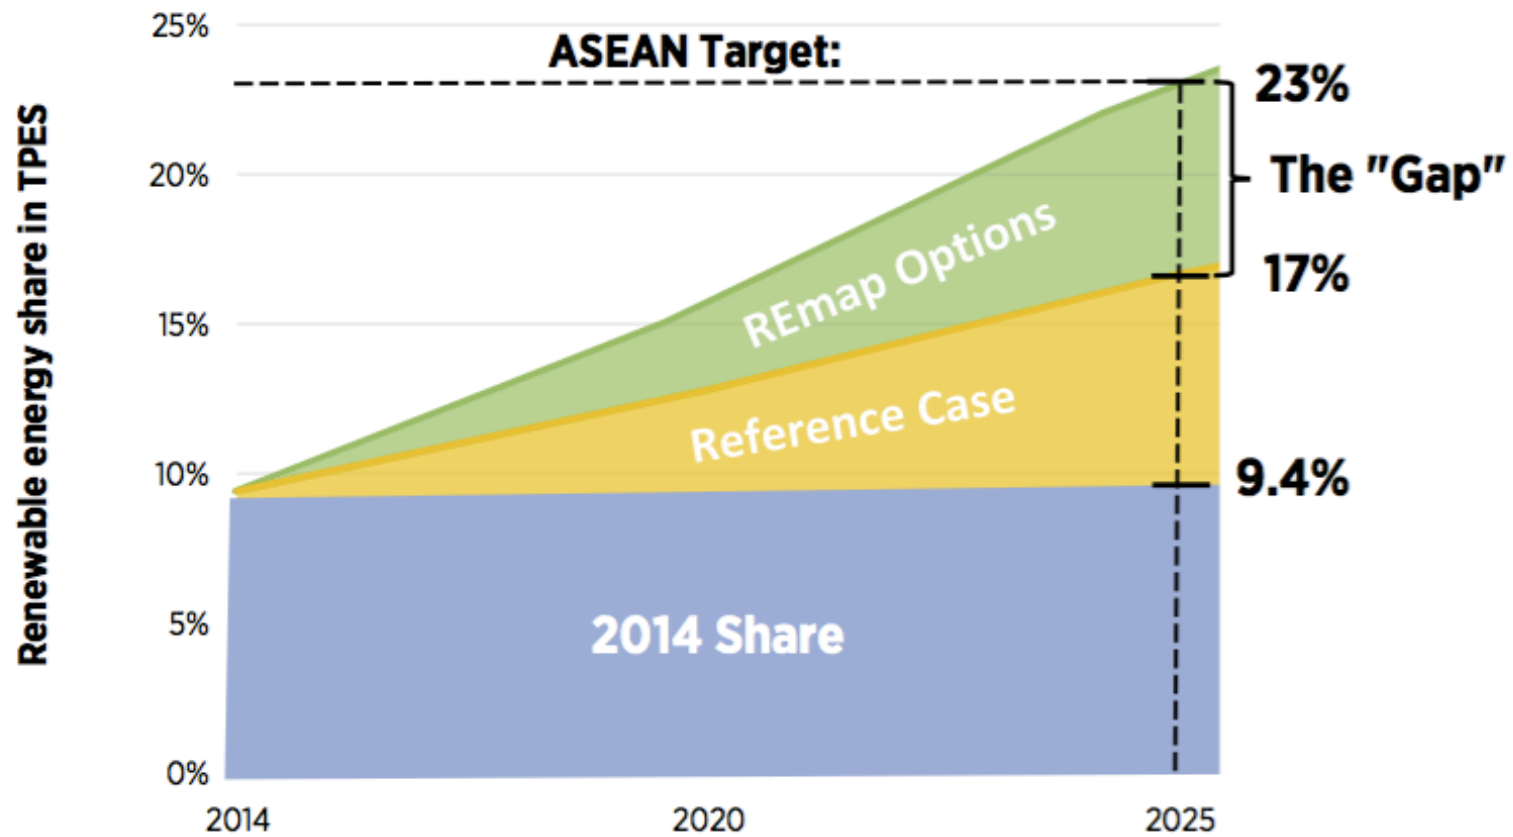 25%
ASEAN Target:
23%
Renewable energy share in TPES
20%
The "Gap"
REmap Options
17%
15%
Reference Case
10%
9.4%
5%
2014 Share
0%
2014
2020
2025